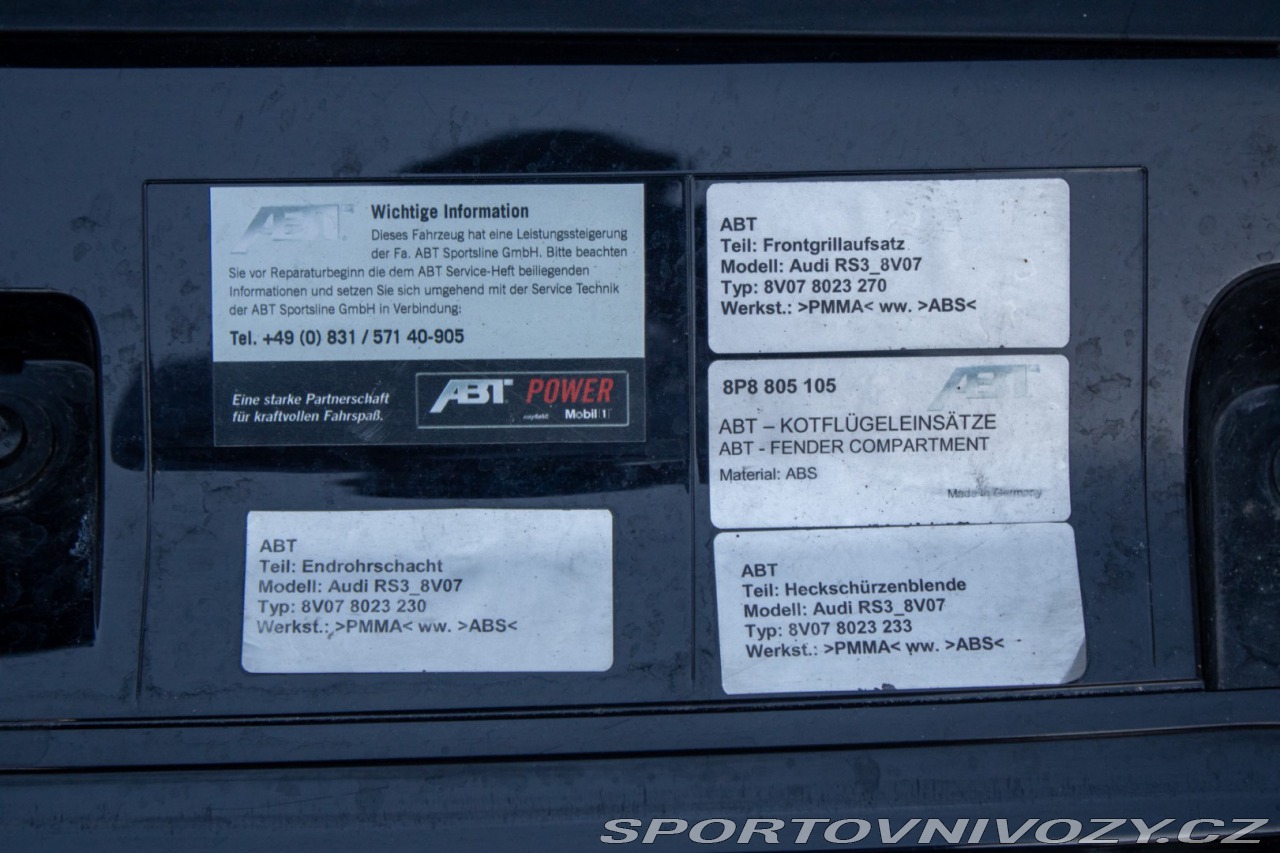 ABT
Wichtige Information
Dieses Fahrzeug hat eine Leistungssteigerung
der Fa. ABT Sportsline GmbH. Bitte beachten
Sie vor Reparaturbeginn die dem ABT Service-Heft beiliegenden
Informationen und setzen Sie sich umgehend mit der Service Technik
der ABT Sportsline GmbH in Verbindung:
Tel. +49 (0) 831 / 571 40-905
Eine starke Partnerschaft
für kraftvollen Fahrspaß.
ABT POWER
Mobil 1
ABT
Teil: Endrohrschacht
Modell: Audi RS3_8V07
Typ: 8V07 8023 230
Werkst.: >PMMA< ww. >ABS<
ABT
Teil: Frontgrillaufsatz
Modell: Audi RS3_8V07
Typ: 8V07 8023 270
Werkst.: >PMMA< ww. >ABS<
8P8 805 105
ABT
ABT – KOTFLÜGELEINSÄTZE
ABT - FENDER COMPARTMENT
Material: ABS
Made in Germany
ABT
Teil: Heckschürzenblende
Modell: Audi RS3_8V07
Typ: 8V07 8023 233
Werkst.: >PMMA< ww. >ABS<
SPORTOVNIVOZY.CZ